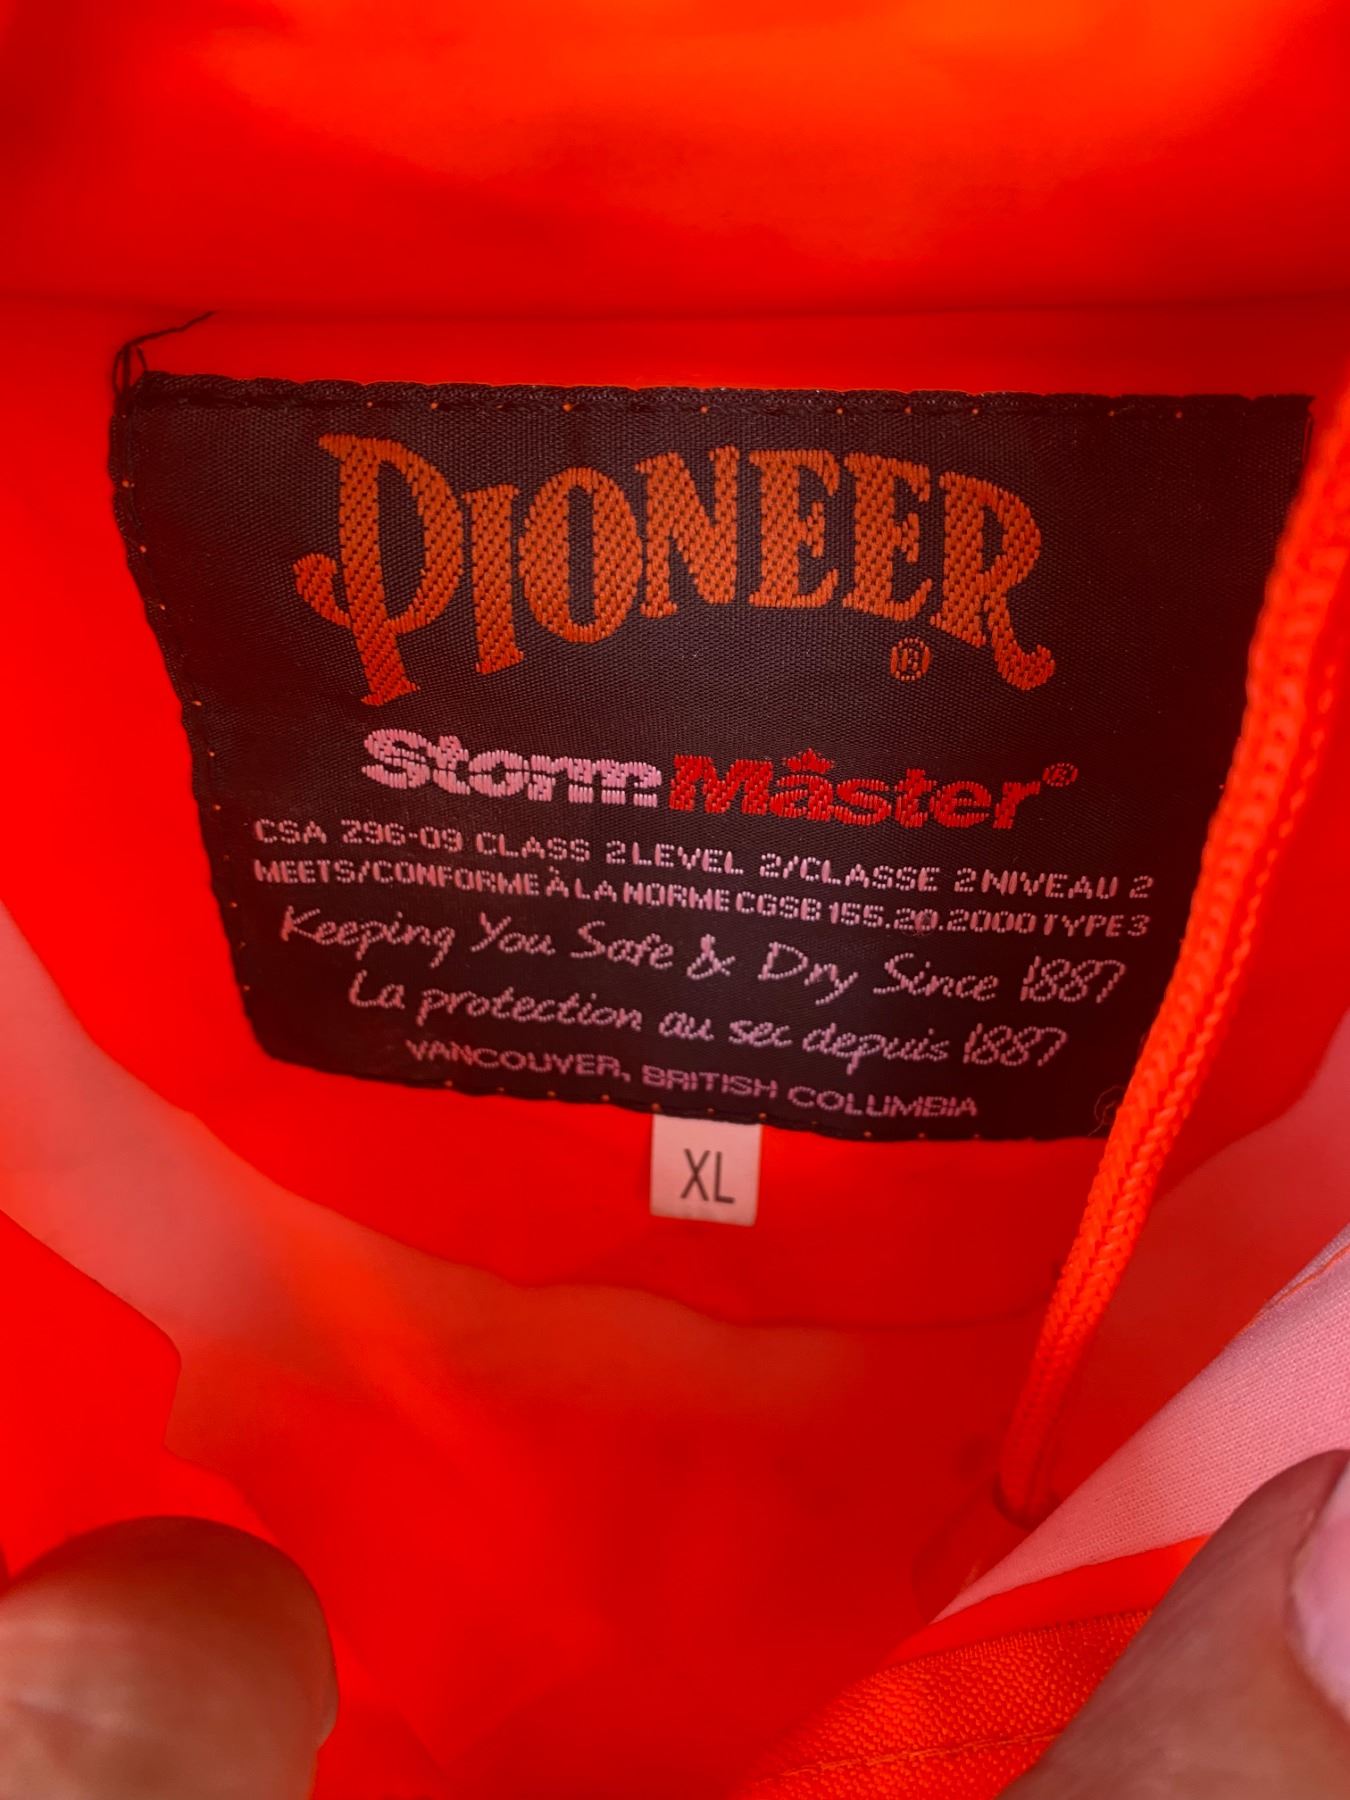 PIONEER®
StormMaster®
CSA Z96-09 CLASS 2 LEVEL 2/CLASSE 2 NIVEAU 2
MEETS/CONFORME À LA NORME CGSB 155.20.2000 TYPE 3
Keeping You Safe & Dry Since 1887
La protection au sec depuis 1887
VANCOUVER, BRITISH COLUMBIA
XL